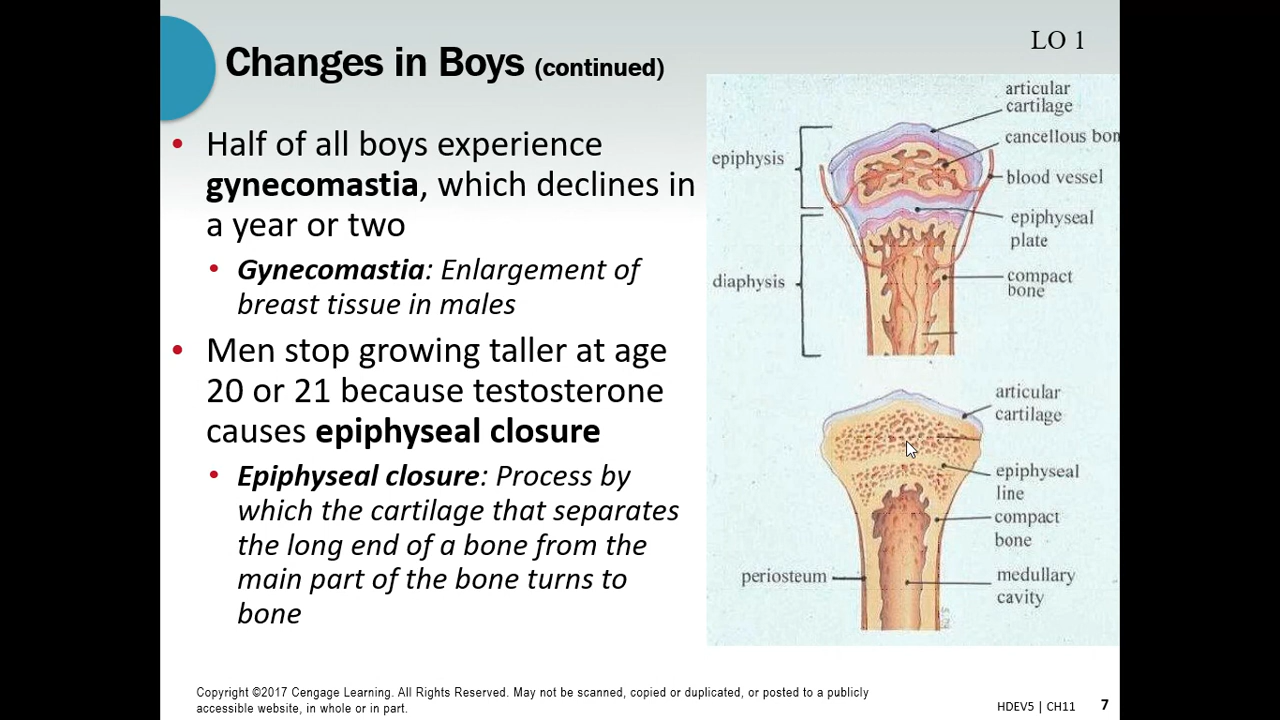 LO 1
Changes in Boys (continued)
• Half of all boys experience
gynecomastia, which declines in
a year or two
• Gynecomastia: Enlargement of
breast tissue in males
• Men stop growing taller at age
20 or 21 because testosterone
causes epiphyseal closure
• Epiphyseal closure: Process by
which the cartilage that separates
the long end of a bone from the
main part of the bone turns to
bone
articular
cartilage
cancellous bon
epiphysis
blood vessel
epiphyseal
plate
diaphysis
compact
bone
articular
cartilage
epiphyseal
line
compact
bone
periosteum
medullary
cavity
Copyright ©2017 Cengage Learning. All Rights Reserved. May not be scanned, copied or duplicated, or posted to a publicly
accessible website, in whole or in part.
HDEV5 | CH11
7